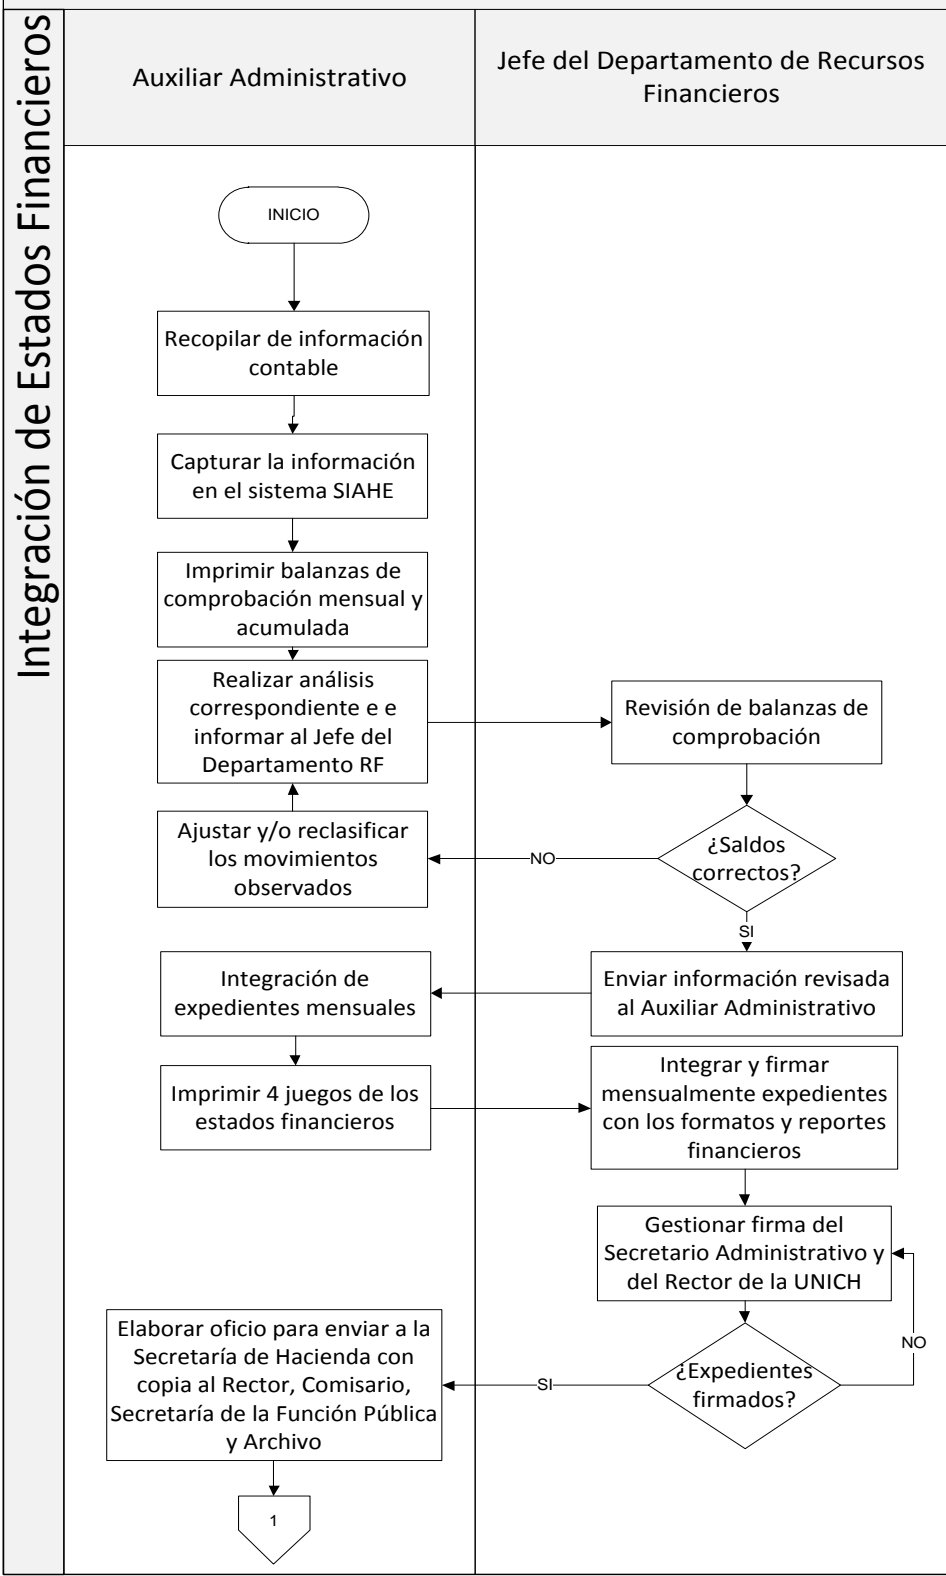 Integración de Estados Financieros
Auxiliar Administrativo
Jefe del Departamento de Recursos
Financieros
INICIO
Recopilar de información
contable
Capturar la información
en el sistema SIAHE
Imprimir balanzas de
comprobación mensual y
acumulada
Realizar análisis
correspondiente e e
informar al Jefe del
Departamento RF
Revisión de balanzas de
comprobación
¿Saldos
correctos?
NO
Ajustar y/o reclasificar
los movimientos
observados
SI
Enviar información revisada
al Auxiliar Administrativo
Integración de
expedientes mensuales
Imprimir 4 juegos de los
estados financieros
Integrar y firmar
mensualmente expedientes
con los formatos y reportes
financieros
Gestionar firma del
Secretario Administrativo y
del Rector de la UNICH
NO
¿Expedientes
firmados?
SI
Elaborar oficio para enviar a la
Secretaría de Hacienda con
copia al Rector, Comisario,
Secretaría de la Función Pública
y Archivo
1